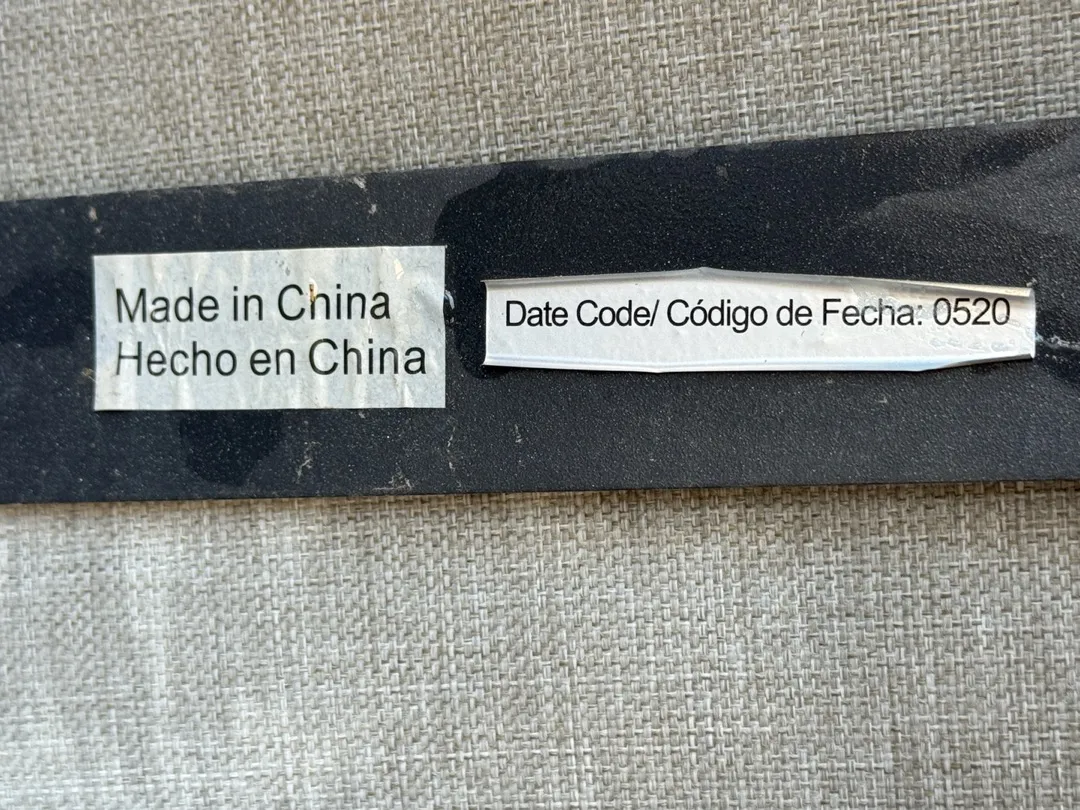 Made in China
Hecho en China
Date Code/ Código de Fecha: 0520